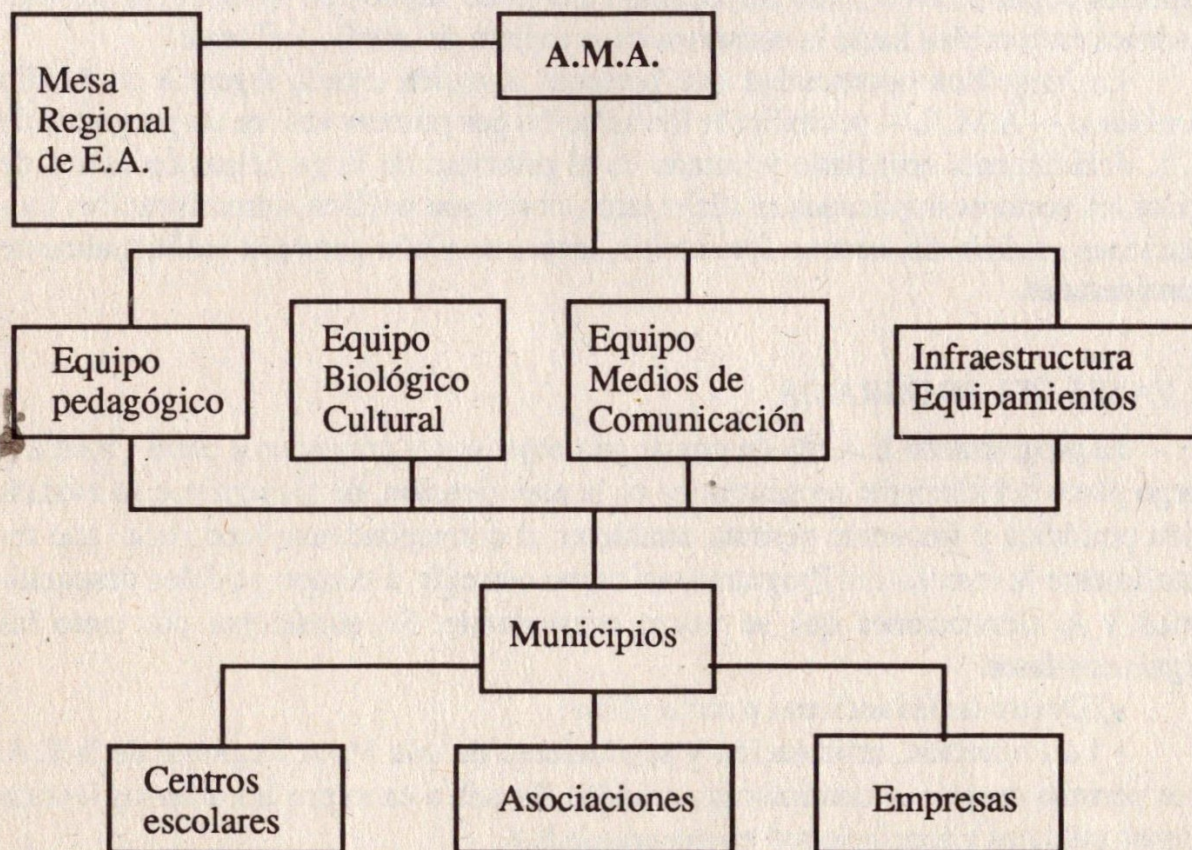 Mesa
Regional
de E.A.
A.M.A.
Equipo
pedagógico
Equipo
Biológico
Cultural
Equipo
Medios de
Comunicación
Infraestructura
Equipamientos
Municipios
Centros
escolares
Asociaciones
Empresas